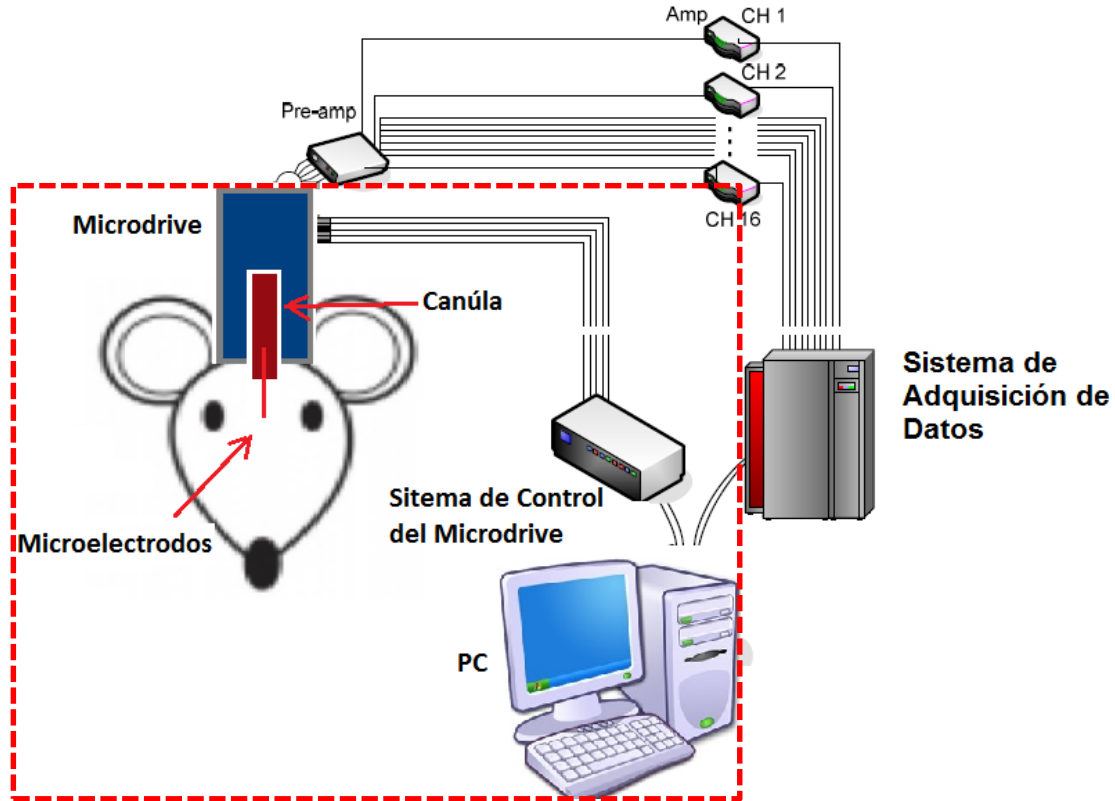 Amp
CH 1
CH 2
Pre-amp
CH 16
Microdrive
Canúla
Sistema de
Adquisición de
Datos
Sitema de Control
del Microdrive
Microelectrodos
PC